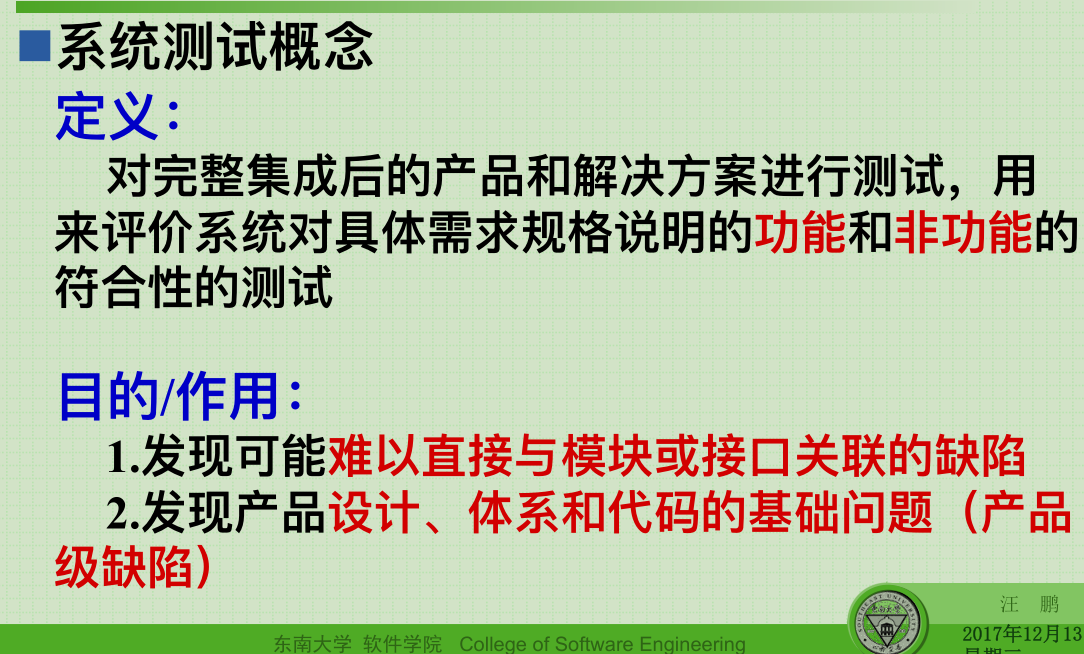 系统测试概念
定义：
对完整集成后的产品和解决方案进行测试，用
来评价系统对具体需求规格说明的功能和非功能的
符合性的测试
目的/作用：
1.发现可能难以直接与模块或接口关联的缺陷
2.发现产品设计、体系和代码的基础问题（产品
级缺陷）
汪 鹏
2017年12月13
东南大学 软件学院 College of Software Engineering